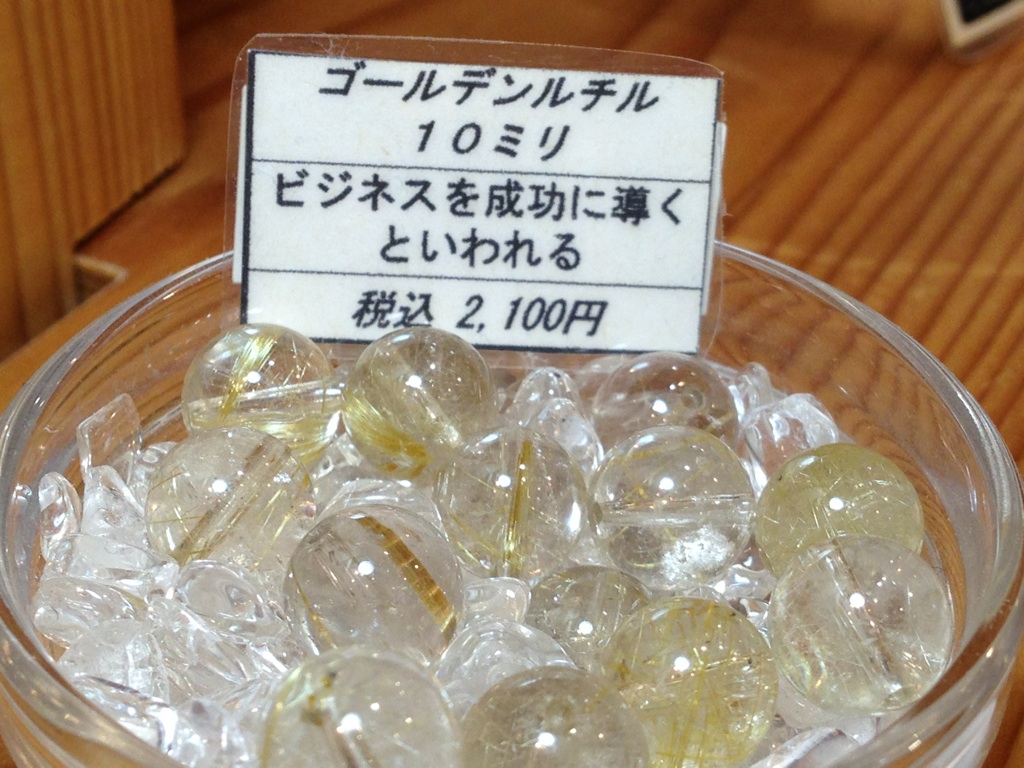 ゴールデンルチル
１０ミリ
ビジネスを成功に導く
といわれる
税込 2,100円